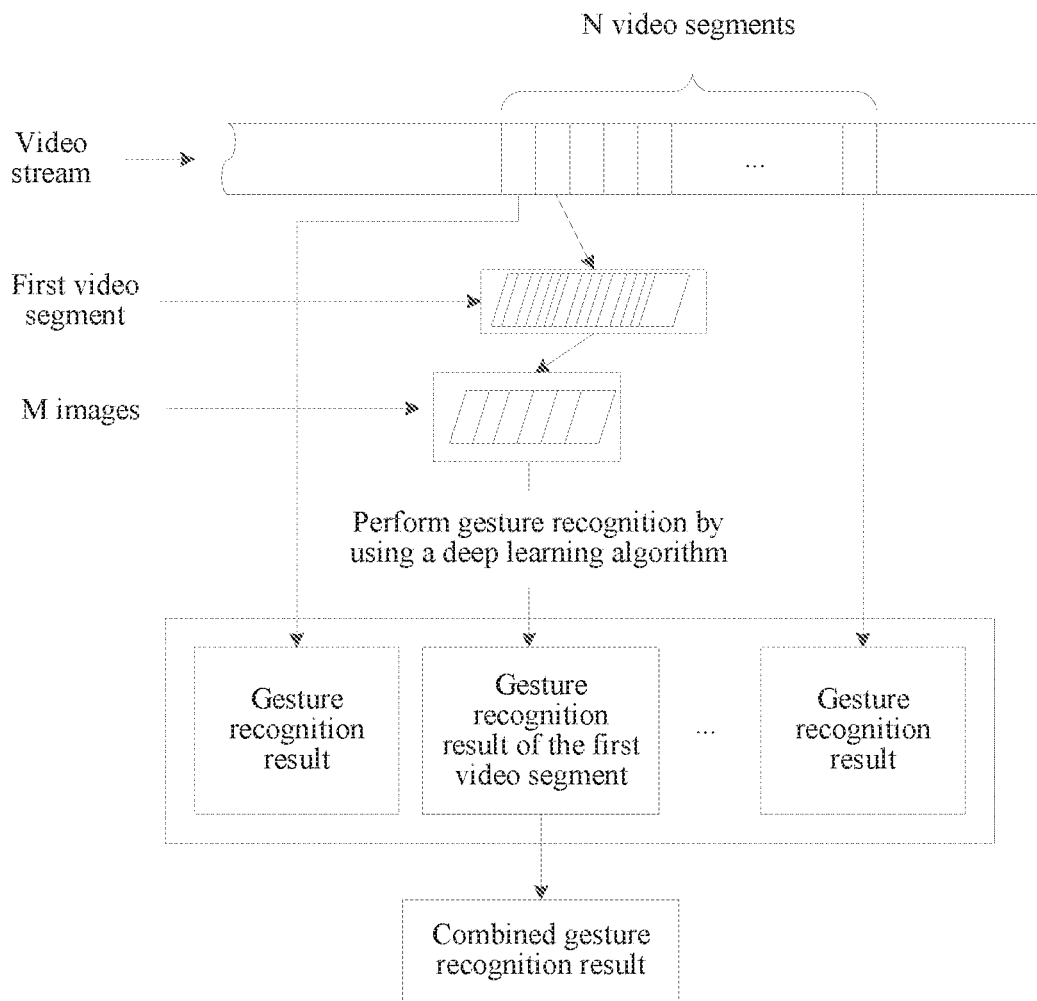 N video segments
Video
stream
...
First video
segment
M images
Perform gesture recognition by
using a deep learning algorithm
Gesture
recognition
result
Gesture
recognition
result of the first
video segment
...
Gesture
recognition
result
Combined gesture
recognition result